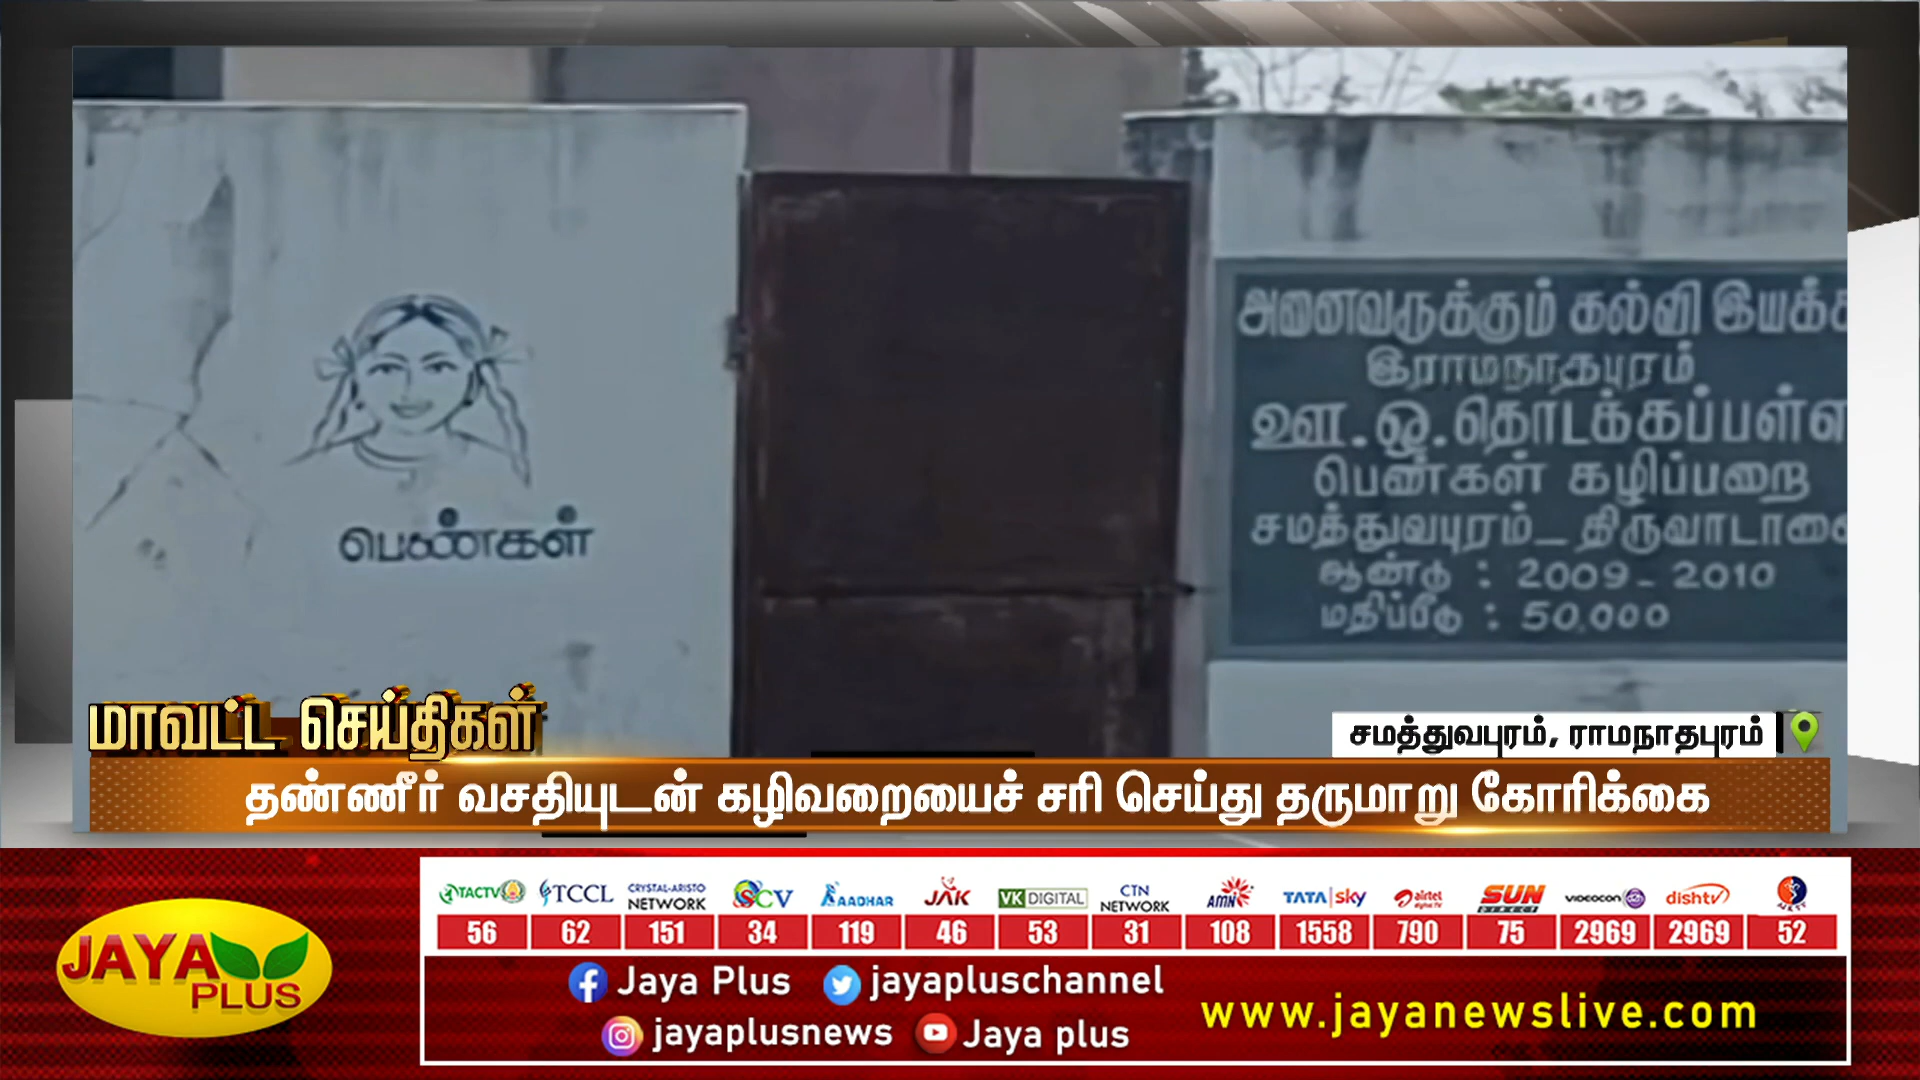 பெண்கள்
அனைவருக்கும் கல்வி இயக்க
இராமநாதபுரம்
ஊ.ஒ.தொடக்கப்பள்ளி
பெண்கள் கழிப்பறை
சமத்துவபுரம் - திருவாடானை
ஆண்டு : 2009 - 2010
மதிப்பீடு : 50,000
மாவட்ட செய்திகள்
சமத்துவபுரம், ராமநாதபுரம்
தண்ணீர் வசதியுடன் கழிவறையைச் சரி செய்து தருமாறு கோரிக்கை
JAYA PLUS
TACTV TCCL CRYSTAL-ARISTO NETWORK SCV AADHAR JAK VK DIGITAL CTN NETWORK AMN TATA sky airtel digital TV SUN DIRECT VIDEOCON dishtv
56 62 151 34 119 46 53 31 108 1558 790 75 2969 2969 52
Jaya Plus jayapluschannel
jayaplusnews Jaya plus
www.jayanewslive.com